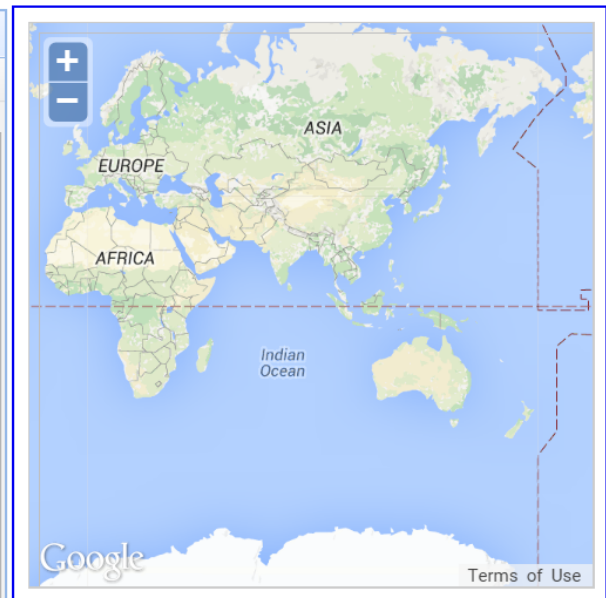 +
−
ASIA
EUROPE
AFRICA
Indian
Ocean
Google
Terms of Use